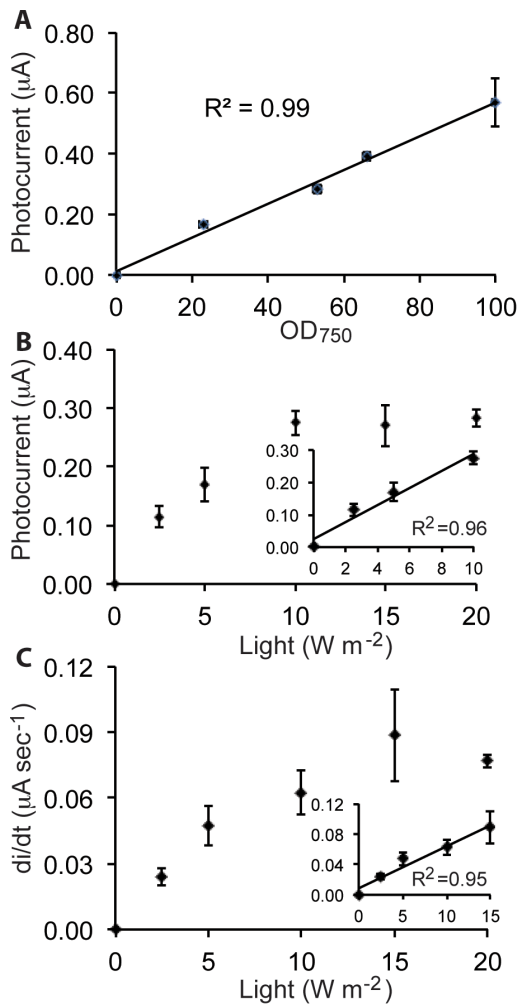 A
0.80
0.60
0.40
0.20
0.00
Photocurrent (µA)
R² = 0.99
0 20 40 60 80 100
OD750
B
0.40
0.30
0.20
0.10
0.00
Photocurrent (µA)
0.30
0.20
0.10
0.00
R2=0.96
0 2 4 6 8 10
0 5 10 15 20
Light (W m-2)
C
0.12
0.09
0.06
0.03
0.00
di/dt (µA sec-1)
0.12
0.08
0.04
0.00
R2=0.95
0 5 10 15
0 5 10 15 20
Light (W m-2)